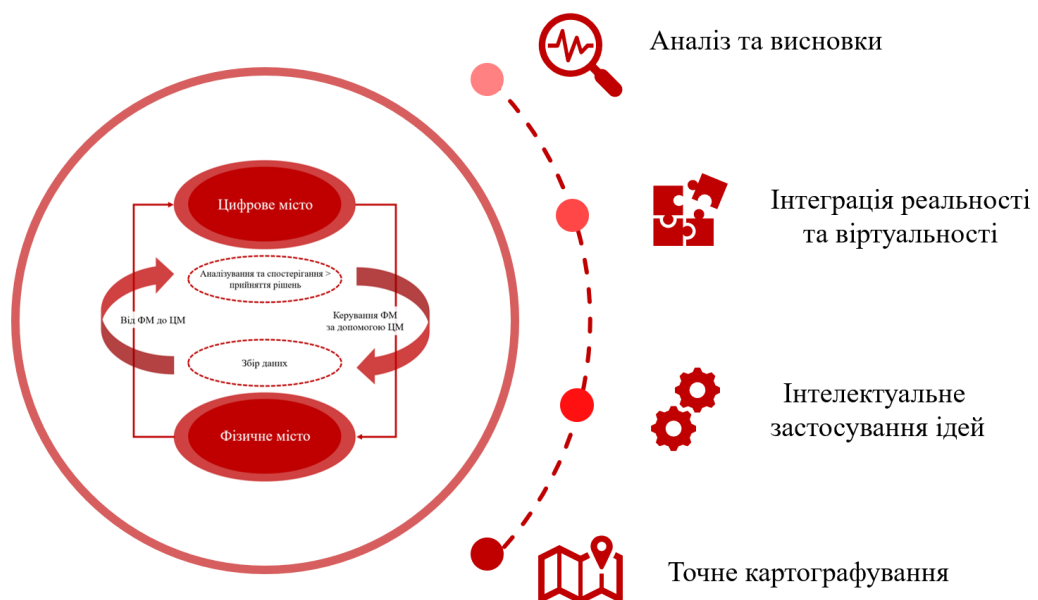 Цифрове місто
Аналізування та спостерігання >
прийняття рішень
Від ФМ до ЦМ
Керування ФМ
за допомогою ЦМ
Збір даних
Фізичне місто
Аналіз та висновки
Інтеграція реальності
та віртуальності
Інтелектуальне
застосування ідей
Точне картографування